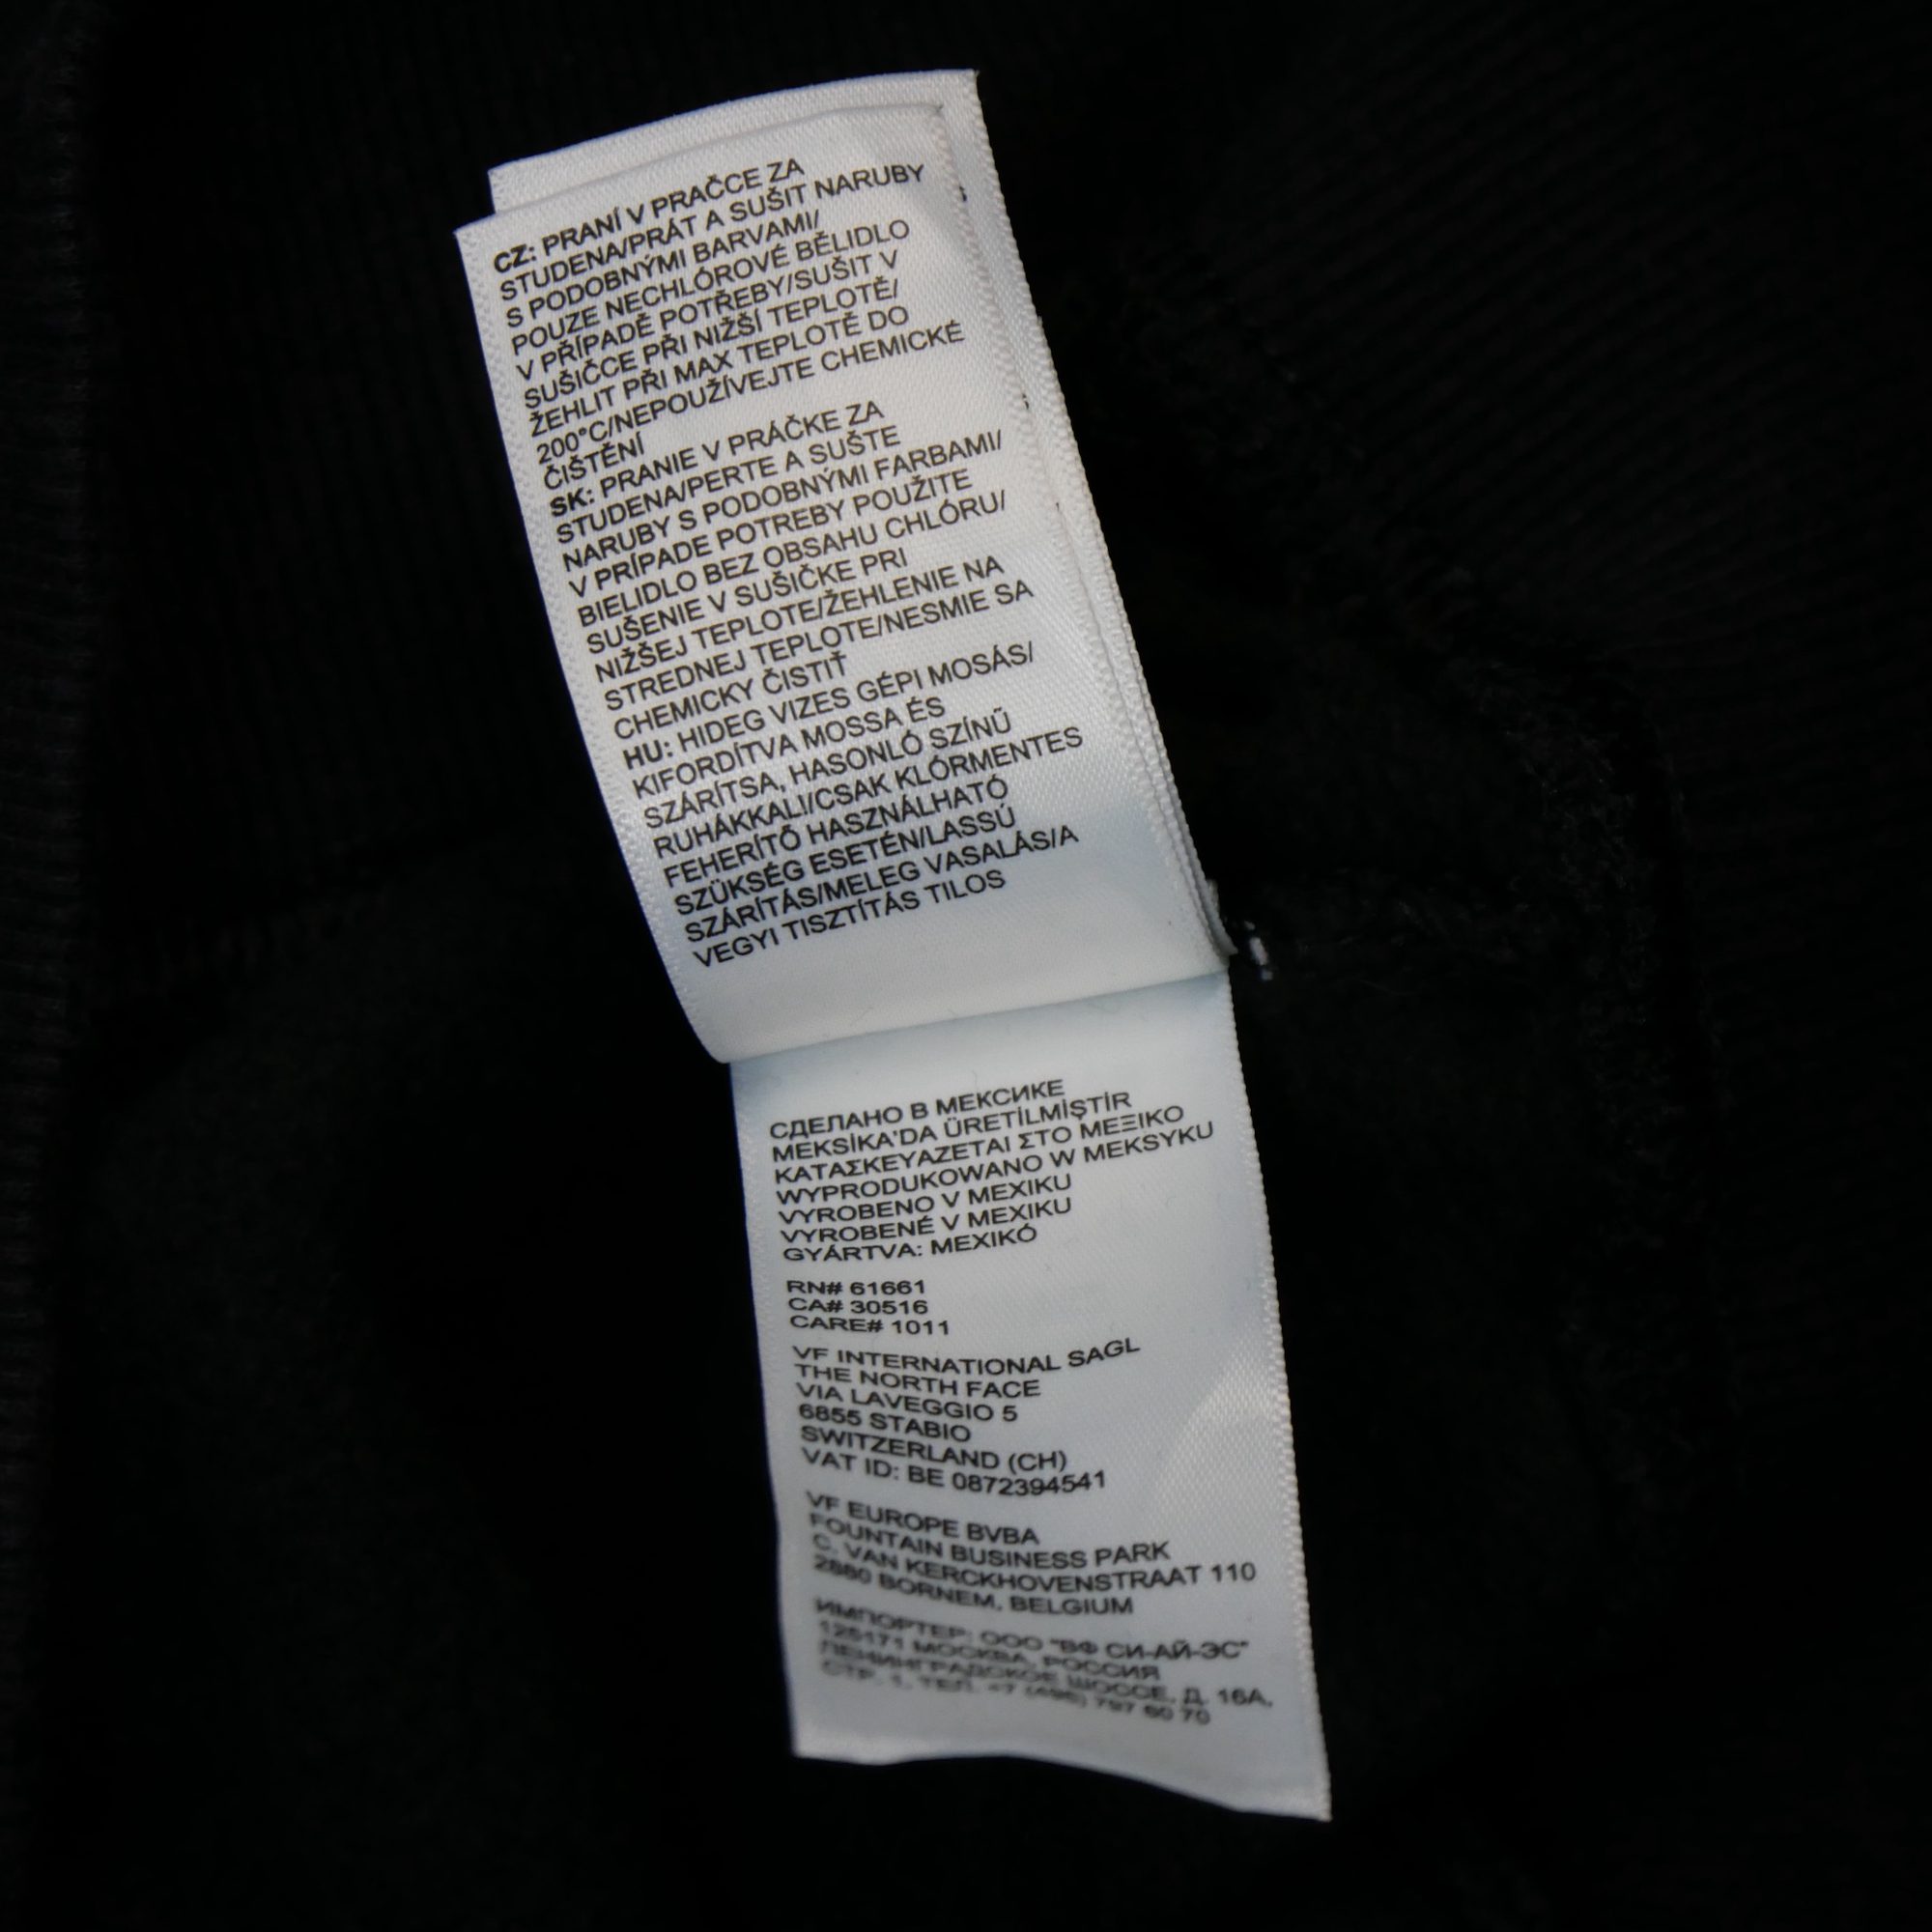 CZ: PRANÍ V PRAČCE ZA
STUDENA/PRÁT A SUŠIT NARUBY
S PODOBNÝMI BARVAMI/
POUZE NECHLÓROVÉ BĚLIDLO
V PŘÍPADĚ POTŘEBY/SUŠIT V
SUŠIČCE PŘI NIŽŠÍ TEPLOTĚ/
ŽEHLIT PŘI MAX TEPLOTĚ DO
200°C/NEPOUŽÍVEJTE CHEMICKÉ
ČIŠTĚNÍ
SK: PRANIE V PRÁČKE ZA
STUDENA/PERTE A SUŠTE
NARUBY S PODOBNÝMI FARBAMI/
V PRÍPADE POTREBY POUŽITE
BIELIDLO BEZ OBSAHU CHLÓRU/
SUŠENIE V SUŠIČKE PRI
NIŽŠEJ TEPLOTE/ŽEHLENIE NA
STREDNEJ TEPLOTE/NESMIE SA
CHEMICKY ČISTIŤ
HU: HIDEG VIZES GÉPI MOSÁS/
KIFORDÍTVA MOSSA ÉS
SZÁRÍTSA, HASONLÓ SZÍNŰ
RUHÁKKALI/CSAK KLÓRMENTES
FEHERÍTŐ HASZNÁLHATÓ
SZÜKSÉG ESETÉN/LASSÚ
SZÁRÍTÁS/MELEG VASALÁS/A
VEGYI TISZTÍTÁS TILOS
СДЕЛАНО В МЕКСИКЕ
MEKSİKA'DA ÜRETİLMİŞTİR
ΚΑΤΑΣΚΕΥΑΖΕΤΑΙ ΣΤΟ ΜΕΞΙΚΟ
WYPRODUKOWANO W MEKSYKU
VYROBENO V MEXIKU
VYROBENÉ V MEXIKU
GYÁRTVA: MEXIKÓ
RN# 61661
CA# 30516
CARE# 1011
VF INTERNATIONAL SAGL
THE NORTH FACE
VIA LAVEGGIO 5
6855 STABIO
SWITZERLAND (CH)
VAT ID: BE 0872394541
VF EUROPE BVBA
FOUNTAIN BUSINESS PARK
C. VAN KERCKHOVENSTRAAT 110
2880 BORNEM, BELGIUM
ИМПОРТЕР: ООО "ВФ СИ-АЙ-ЭС"
125171 МОСКВА, РОССИЯ
ЛЕНИНГРАДСКОЕ ШОССЕ, Д. 16А,
СТР. 1, ТЕЛ. +7 (495) 797 60 70